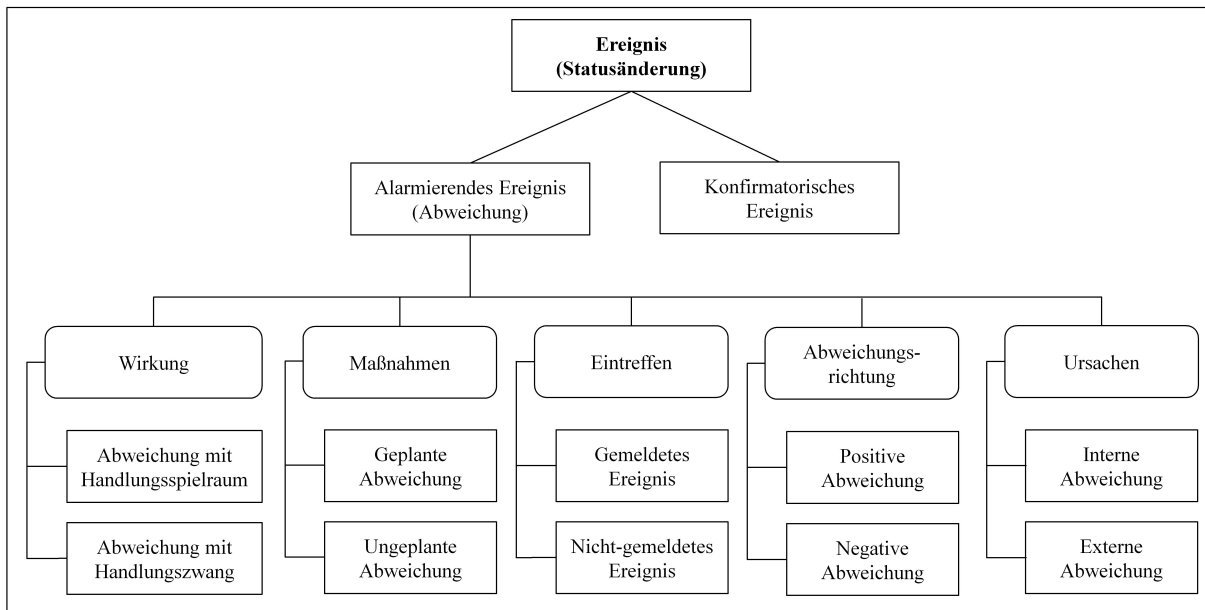 Ereignis
(Statusänderung)
Alarmierendes Ereignis
(Abweichung)
Konfirmatorisches
Ereignis
Wirkung
Maßnahmen
Eintreffen
Abweichungs-
richtung
Ursachen
Abweichung mit
Handlungsspielraum
Geplante
Abweichung
Gemeldetes
Ereignis
Positive
Abweichung
Interne
Abweichung
Abweichung mit
Handlungszwang
Ungeplante
Abweichung
Nicht-gemeldetes
Ereignis
Negative
Abweichung
Externe
Abweichung